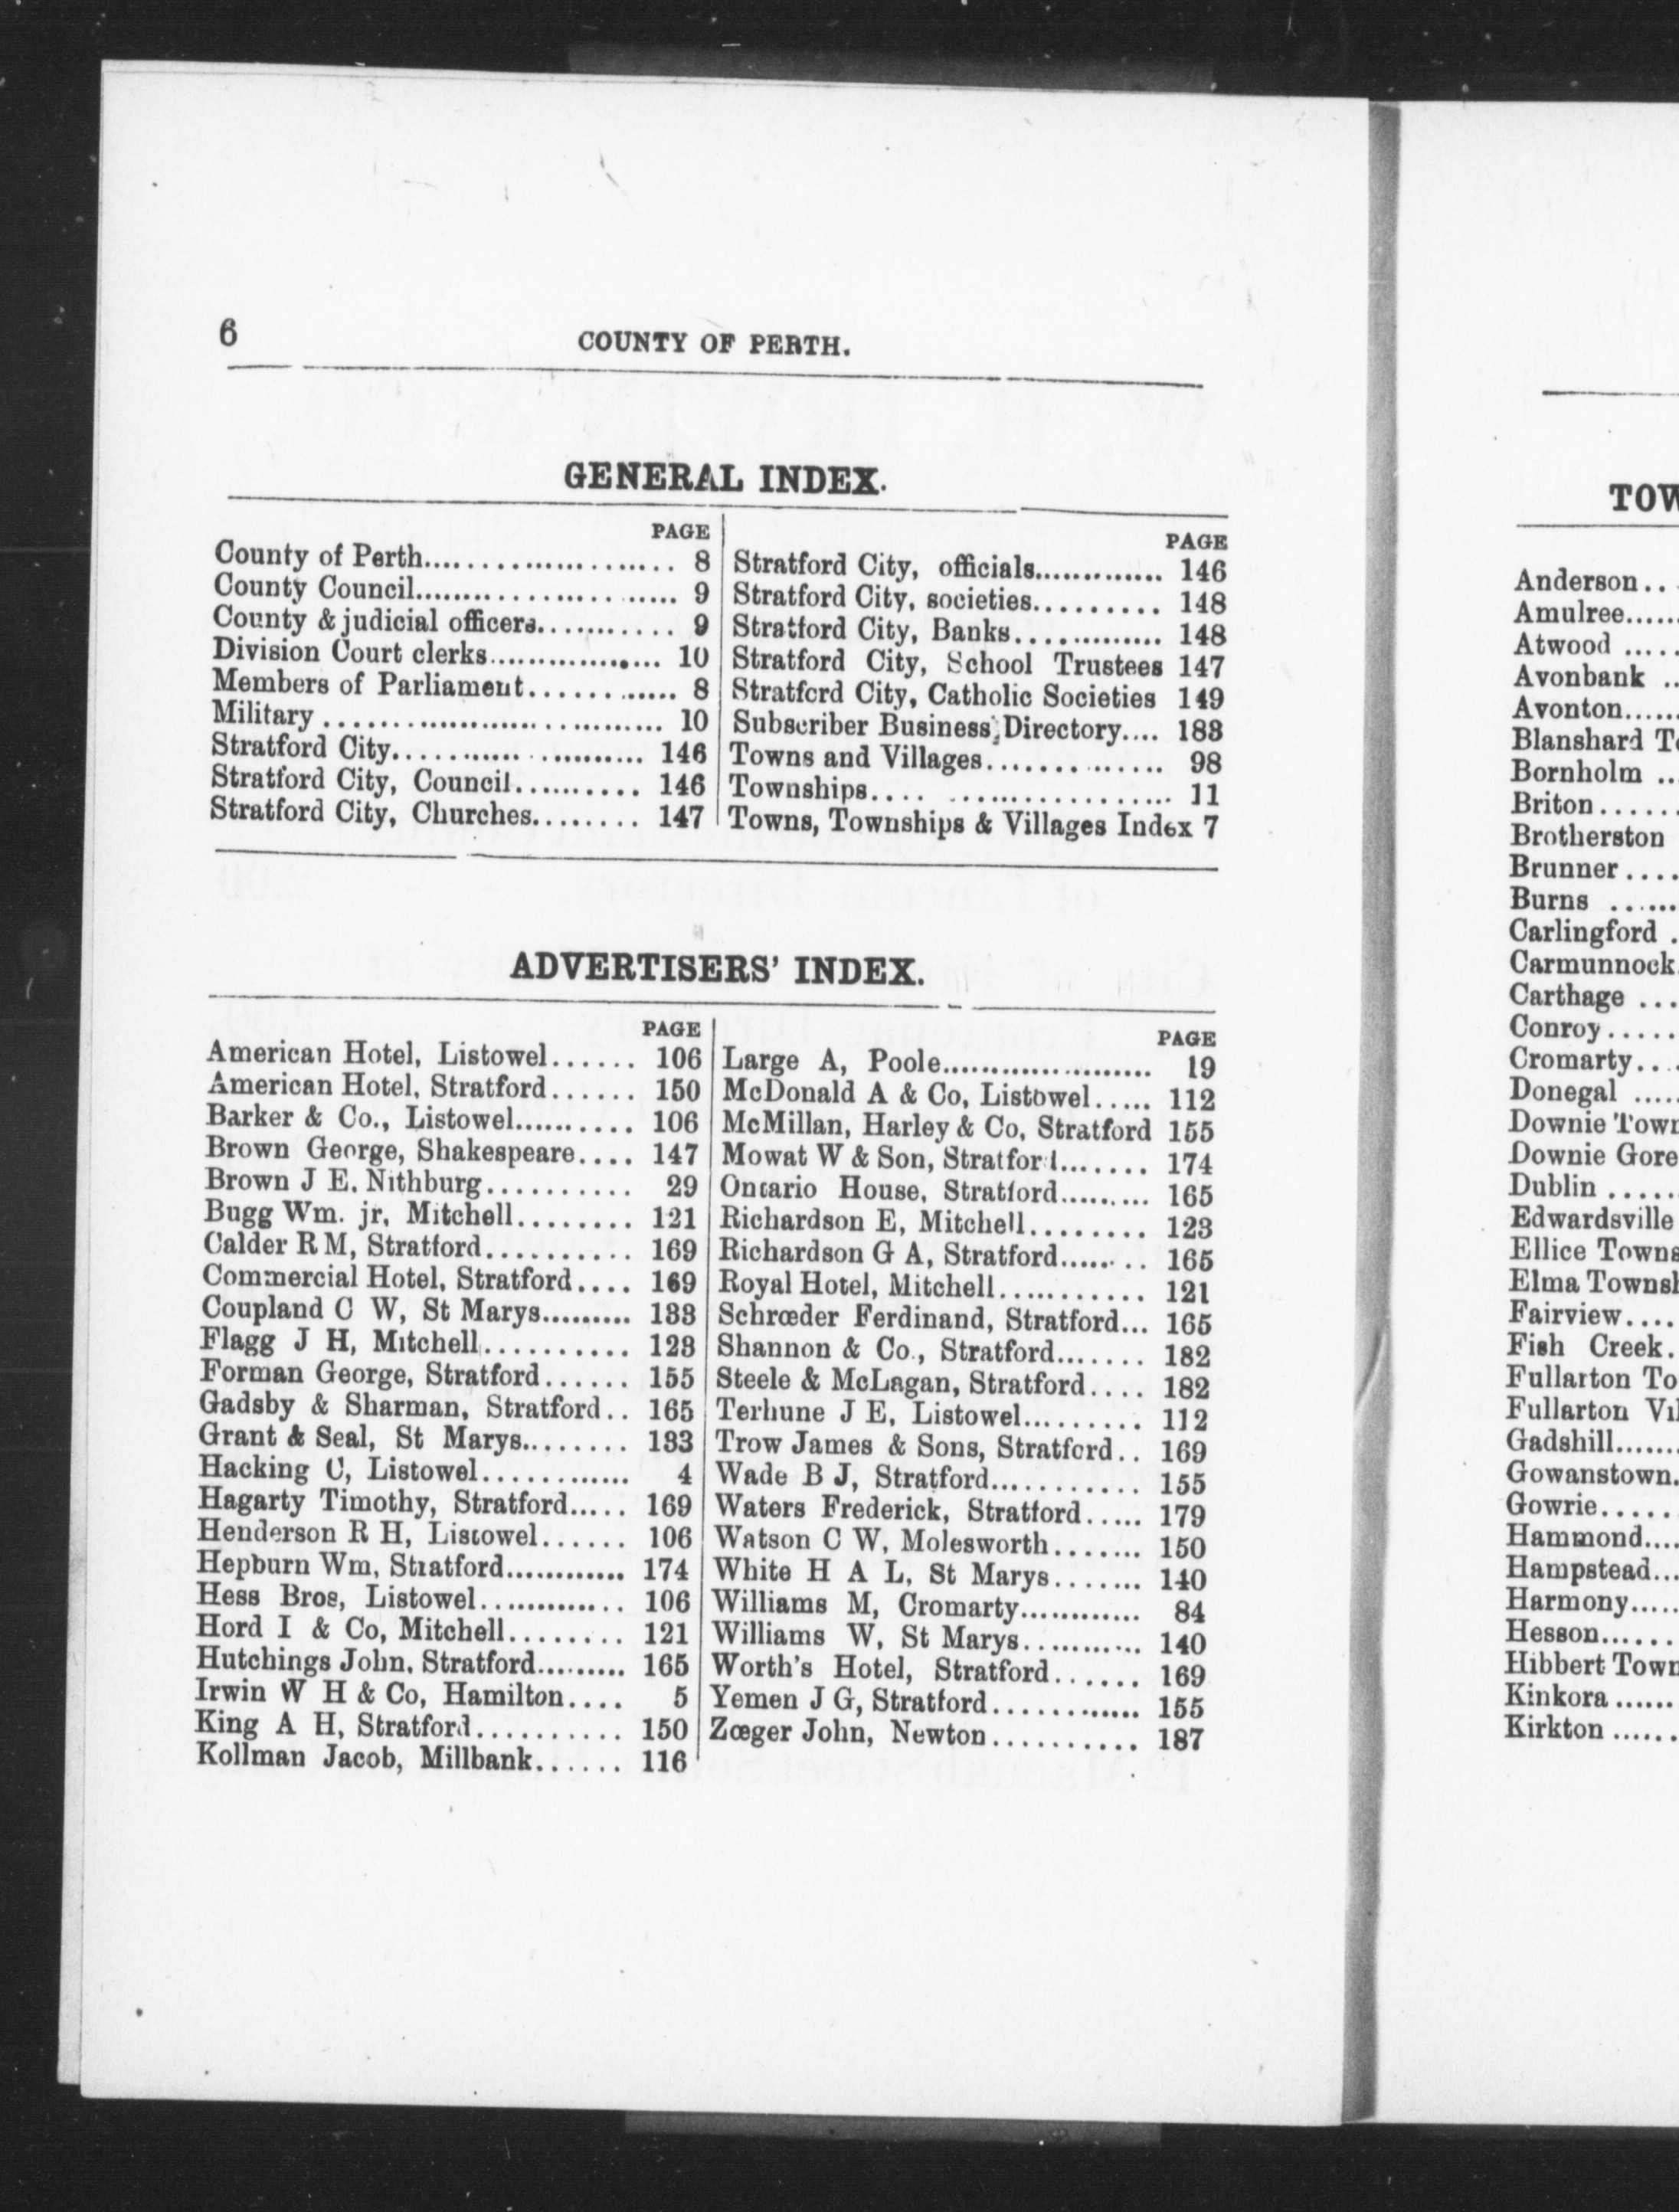 6
COUNTY OF PERTH.
GENERAL INDEX.
PAGE
County of Perth..................... 8
County Council...................... 9
County & judicial officers........... 9
Division Court clerks................ 10
Members of Parliament............ 8
Military ............................ 10
Stratford City...................... 146
Stratford City, Council.......... 146
Stratford City, Churches........ 147
PAGE
Stratford City, officials............. 146
Stratford City, societies......... 148
Stratford City, Banks............. 148
Stratford City, School Trustees 147
Stratford City, Catholic Societies 149
Subscriber Business Directory.... 183
Towns and Villages.............. 98
Townships.... .................. 11
Towns, Townships & Villages Index 7
ADVERTISERS' INDEX.
PAGE
American Hotel, Listowel...... 106
American Hotel, Stratford...... 150
Barker & Co., Listowel.......... 106
Brown George, Shakespeare.... 147
Brown J E, Nithburg.......... 29
Bugg Wm. jr, Mitchell........ 121
Calder R M, Stratford.......... 169
Commercial Hotel, Stratford.... 169
Coupland C W, St Marys......... 133
Flagg J H, Mitchell........... 123
Forman George, Stratford...... 155
Gadsby & Sharman, Stratford.. 165
Grant & Seal, St Marys......... 133
Hacking C, Listowel............ 4
Hagarty Timothy, Stratford..... 169
Henderson R H, Listowel...... 106
Hepburn Wm, Stratford............ 174
Hess Bros, Listowel............. 106
Hord I & Co, Mitchell........ 121
Hutchings John, Stratford......... 165
Irwin W H & Co, Hamilton.... 5
King A H, Stratford........... 150
Kollman Jacob, Millbank...... 116
PAGE
Large A, Poole..................... 19
McDonald A & Co, Listowel..... 112
McMillan, Harley & Co, Stratford 155
Mowat W & Son, Stratford....... 174
Ontario House, Stratford......... 165
Richardson E, Mitchell........ 123
Richardson G A, Stratford........ 165
Royal Hotel, Mitchell........... 121
Schrœder Ferdinand, Stratford... 165
Shannon & Co., Stratford....... 182
Steele & McLagan, Stratford.... 182
Terhune J E, Listowel......... 112
Trow James & Sons, Stratford.. 169
Wade B J, Stratford........... 155
Waters Frederick, Stratford..... 179
Watson C W, Molesworth....... 150
White H A L, St Marys....... 140
Williams M, Cromarty............ 84
Williams W, St Marys........... 140
Worth's Hotel, Stratford...... 169
Yemen J G, Stratford............ 155
Zœger John, Newton.......... 187
TOW
Anderson..
Amulree.....
Atwood ....
Avonbank ..
Avonton.....
Blanshard
Bornholm ..
Briton.....
Brotherston
Brunner....
Burns ......
Carlingford .
Carmunnock
Carthage ...
Conroy.....
Cromarty...
Donegal ....
Downie Town
Downie Gore
Dublin .....
Edwardsville
Ellice Towns
Elma Townsh
Fairview....
Fish Creek.
Fullarton To
Fullarton Vil
Gadshill......
Gowanstown.
Gowrie.....
Hammond....
Hampstead...
Harmony.....
Hesson......
Hibbert Town
Kinkora ......
Kirkton ......